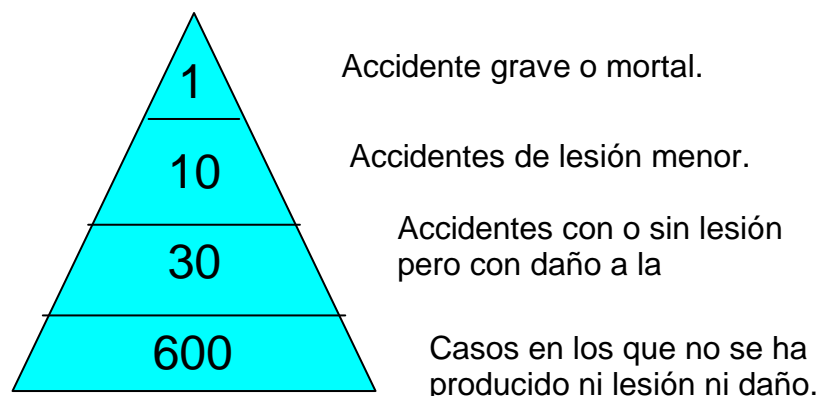 1
Accidente grave o mortal.
10
Accidentes de lesión menor.
30
Accidentes con o sin lesión
pero con daño a la
600
Casos en los que no se ha
producido ni lesión ni daño.